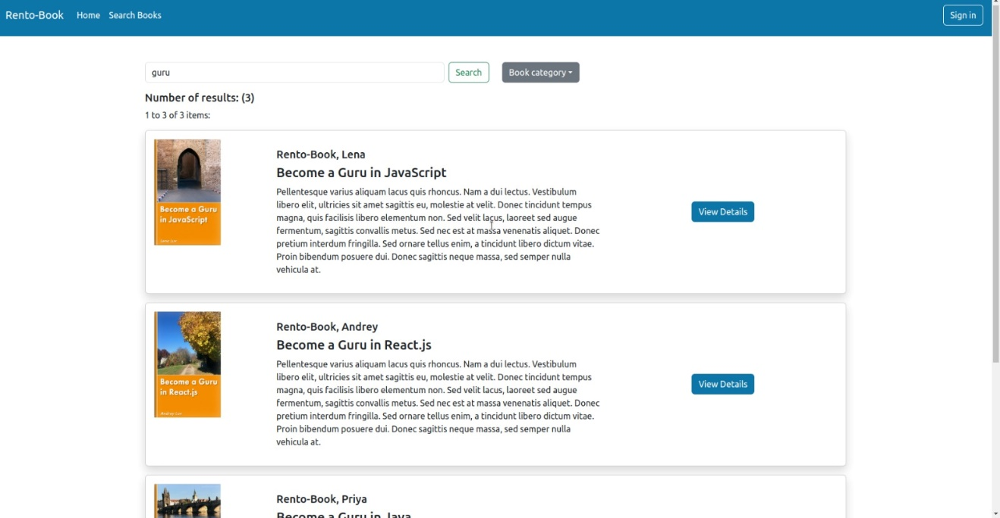 Rento-Book Home Search Books Sign in
guru Search Book category
Number of results: (3)
1 to 3 of 3 items:
Become a Guru
in JavaScript
Rento-Book, Lena
Become a Guru in JavaScript
Pellentesque varius aliquam lacus quis rhoncus. Nam a dui lectus. Vestibulum
libero elit, ultricies sit amet sagittis eu, molestie at velit. Donec tincidunt tempus
magna, quis facilisis libero elementum non. Sed velit lacus, laoreet sed augue
fermentum, sagittis convallis metus. Sed nec est at massa venenatis aliquet. Donec
pretium interdum fringilla. Sed ornare tellus enim, a tincidunt libero dictum vitae.
Proin bibendum posuere dui. Donec sagittis neque massa, sed semper nulla
vehicula at.
View Details
Become a Guru
in React.js
Rento-Book, Andrey
Become a Guru in React.js
Pellentesque varius aliquam lacus quis rhoncus. Nam a dui lectus. Vestibulum
libero elit, ultricies sit amet sagittis eu, molestie at velit. Donec tincidunt tempus
magna, quis facilisis libero elementum non. Sed velit lacus, laoreet sed augue
fermentum, sagittis convallis metus. Sed nec est at massa venenatis aliquet. Donec
pretium interdum fringilla. Sed ornare tellus enim, a tincidunt libero dictum vitae.
Proin bibendum posuere dui. Donec sagittis neque massa, sed semper nulla
vehicula at.
View Details
Rento-Book, Priya
Become a Guru in Java